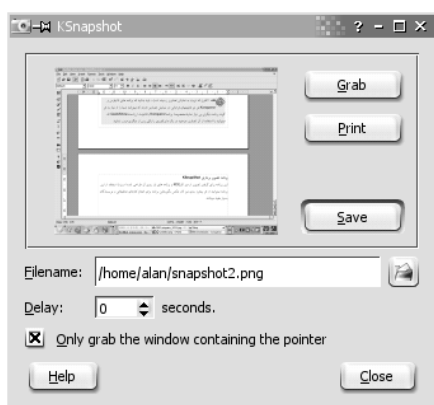 KSnapshot
Grab
Print
Save
Filename: /home/alan/snapshot2.png
Delay: 0 seconds.
Only grab the window containing the pointer
Help Close